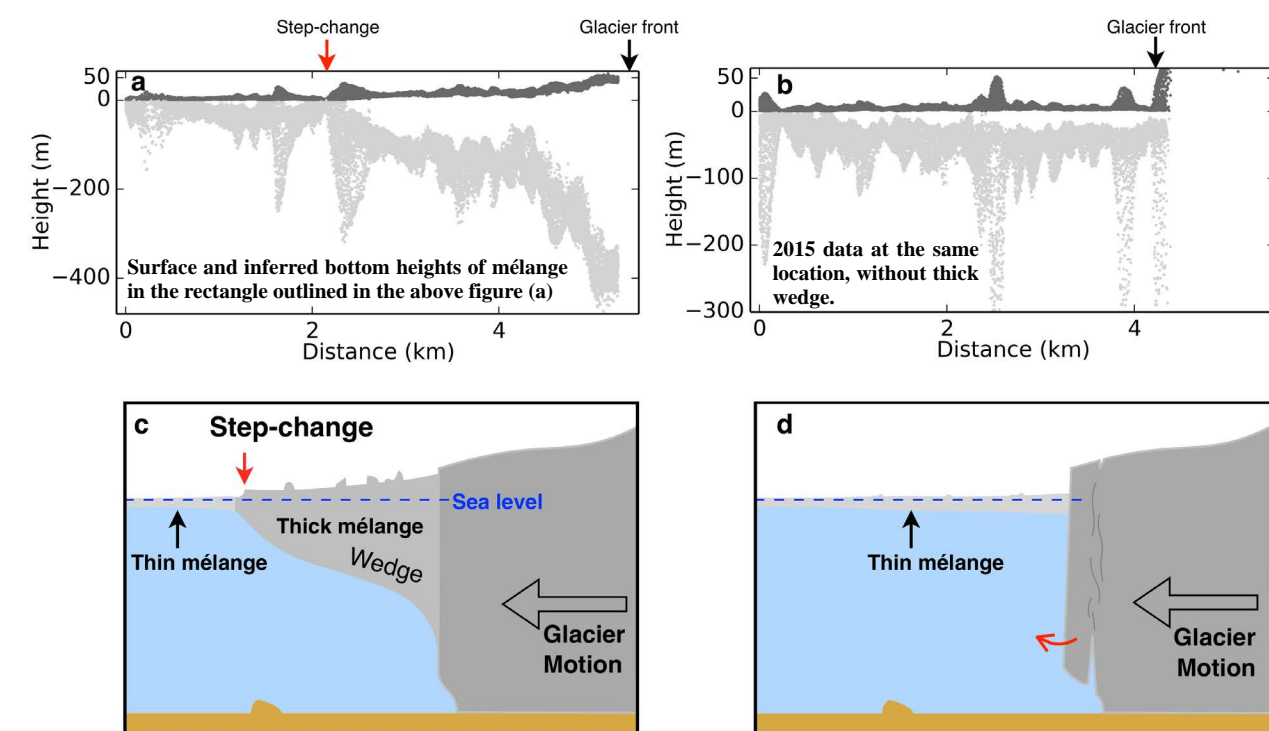 Step-change
Glacier front
a
50
0
−200
−400
Height (m)
Surface and inferred bottom heights of mélange
in the rectangle outlined in the above figure (a)
0
2
4
Distance (km)
Glacier front
b
50
0
−100
−200
−300
Height (m)
2015 data at the same
location, without thick
wedge.
0
2
4
Distance (km)
c
Step-change
Sea level
Thick mélange
Wedge
Thin mélange
Glacier
Motion
d
Thin mélange
Glacier
Motion